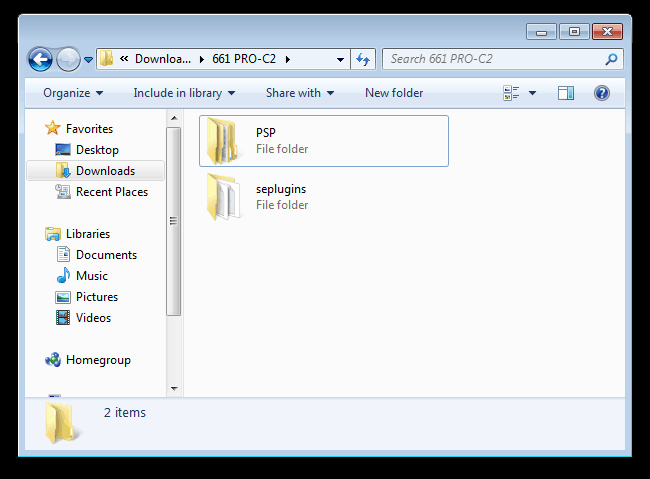 « Downloa... 661 PRO-C2
Search 661 PRO-C2
Organize Include in library Share with New folder
Favorites
Desktop
Downloads
Recent Places
Libraries
Documents
Music
Pictures
Videos
Homegroup
PSP
File folder
seplugins
File folder
2 items